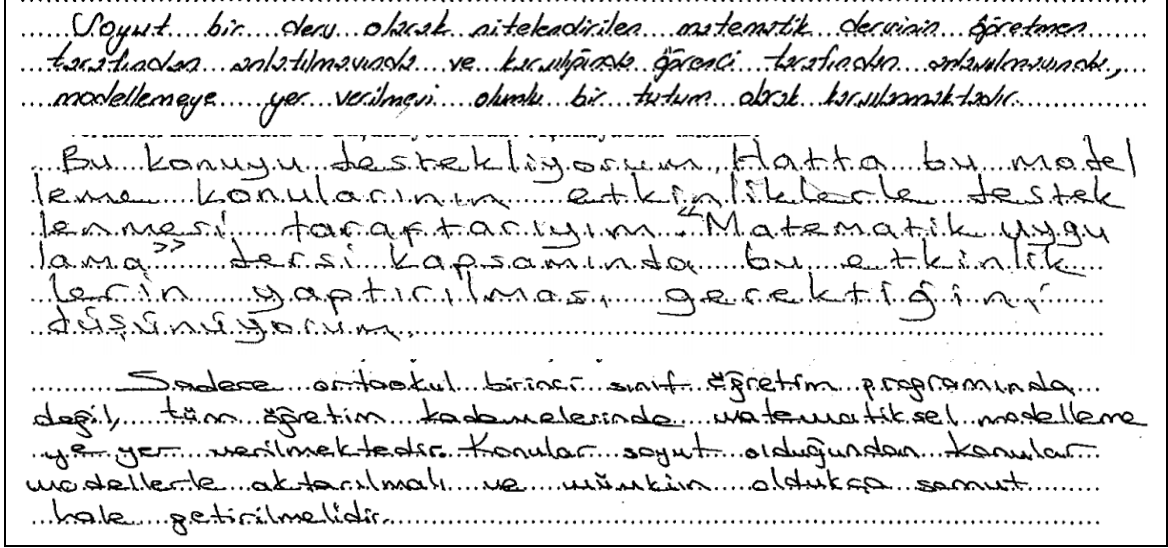 Soyut bir ders olarak nitelendirilen matematik dersinin öğretmen
tarafından anlatılmasında ve karşılığında öğrenci tarafından anlaşılmasında,
modellemeye yer verilmesi olumlu bir tutum olarak karşılanmaktadır.
Bu konuyu destekliyorum. Hatta bu model
leme konularının etkinliklerle destek
lenmesi taraftarıyım. "Matematik uygu
lama" dersi kapsamında bu etkinlik
lerin yaptırılması gerektiğini
düşünüyorum.
Sadece ortaokul birinci sınıf öğretim programında
değil, tüm öğretim kademelerinde matematiksel modelleme
ye yer verilmektedir. Konular soyut olduğundan konular
modellerle aktarılmalı ve mümkün oldukça somut
hale getirilmelidir.